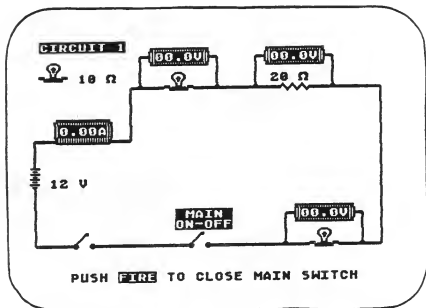 CIRCUIT 1
00.0V
00.0V
10 Ω
20 Ω
0.00A
12 V
MAIN
ON-OFF
00.0V
PUSH FIRE TO CLOSE MAIN SWITCH